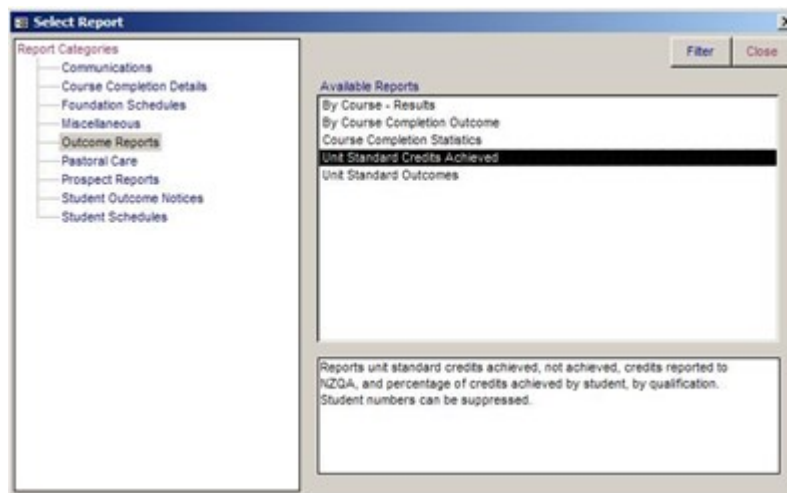 Select Report
Report Categories
Communications
Course Completion Details
Foundation Schedules
Miscellaneous
Outcome Reports
Pastoral Care
Prospect Reports
Student Outcome Notices
Student Schedules
Filter
Close
Available Reports
By Course - Results
By Course Completion Outcome
Course Completion Statistics
Unit Standard Credits Achieved
Unit Standard Outcomes
Reports unit standard credits achieved, not achieved, credits reported to
NZQA, and percentage of credits achieved by student, by qualification.
Student numbers can be suppressed.